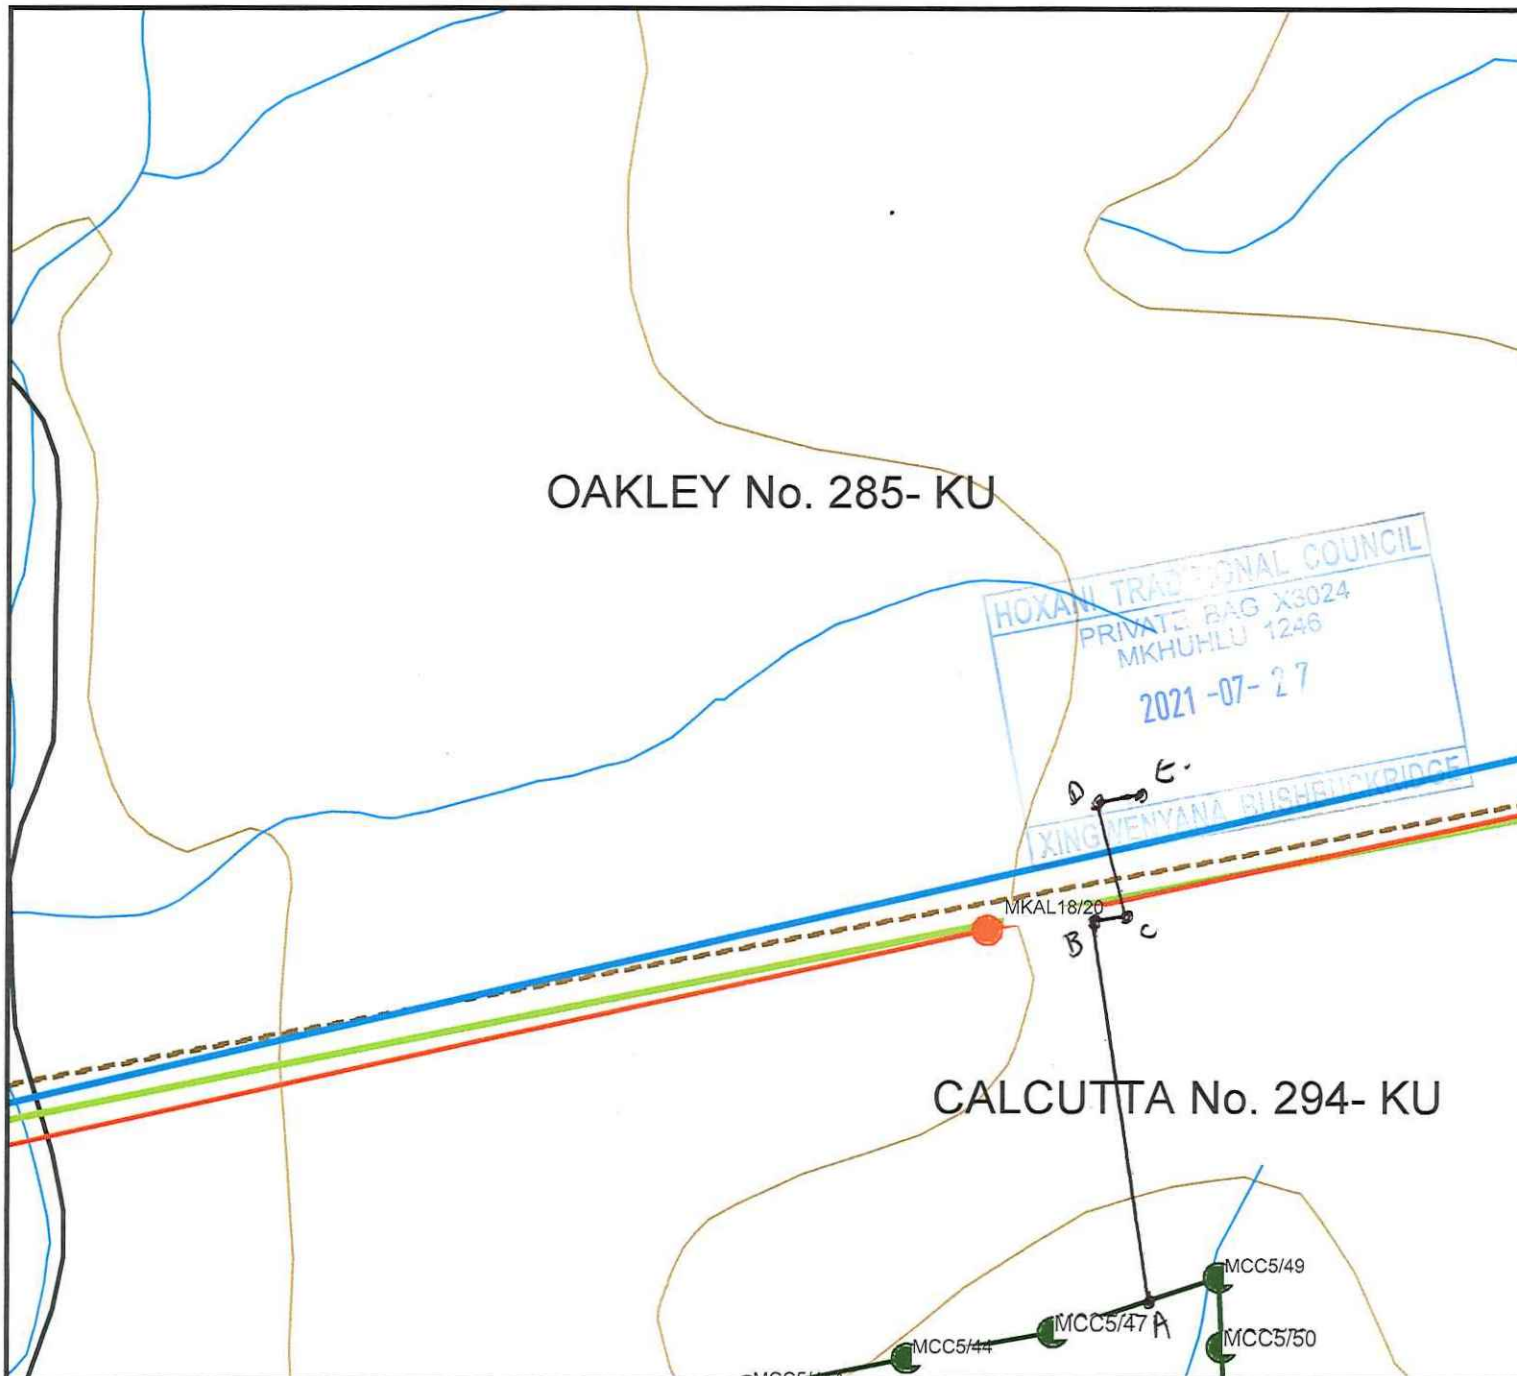 OAKLEY No. 285- KU
HOXANI TRADITIONAL COUNCIL
PRIVATE BAG X3024
MKHUHLU 1246
2021 -07- 27
XINGWENYANA BUSHBUCKRIDGE
D E.
MKAL18/20
B C
CALCUTTA No. 294- KU
MCC5/49
MCC5/47 A
MCC5/50
MCC5/44